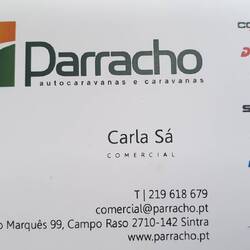 Parracho
autocaravanas e caravanas
Carla Sá
COMERCIAL
T | 219 618 679
comercial@parracho.pt
Marquês 99, Campo Raso 2710-142 Sintra
www.parracho.pt